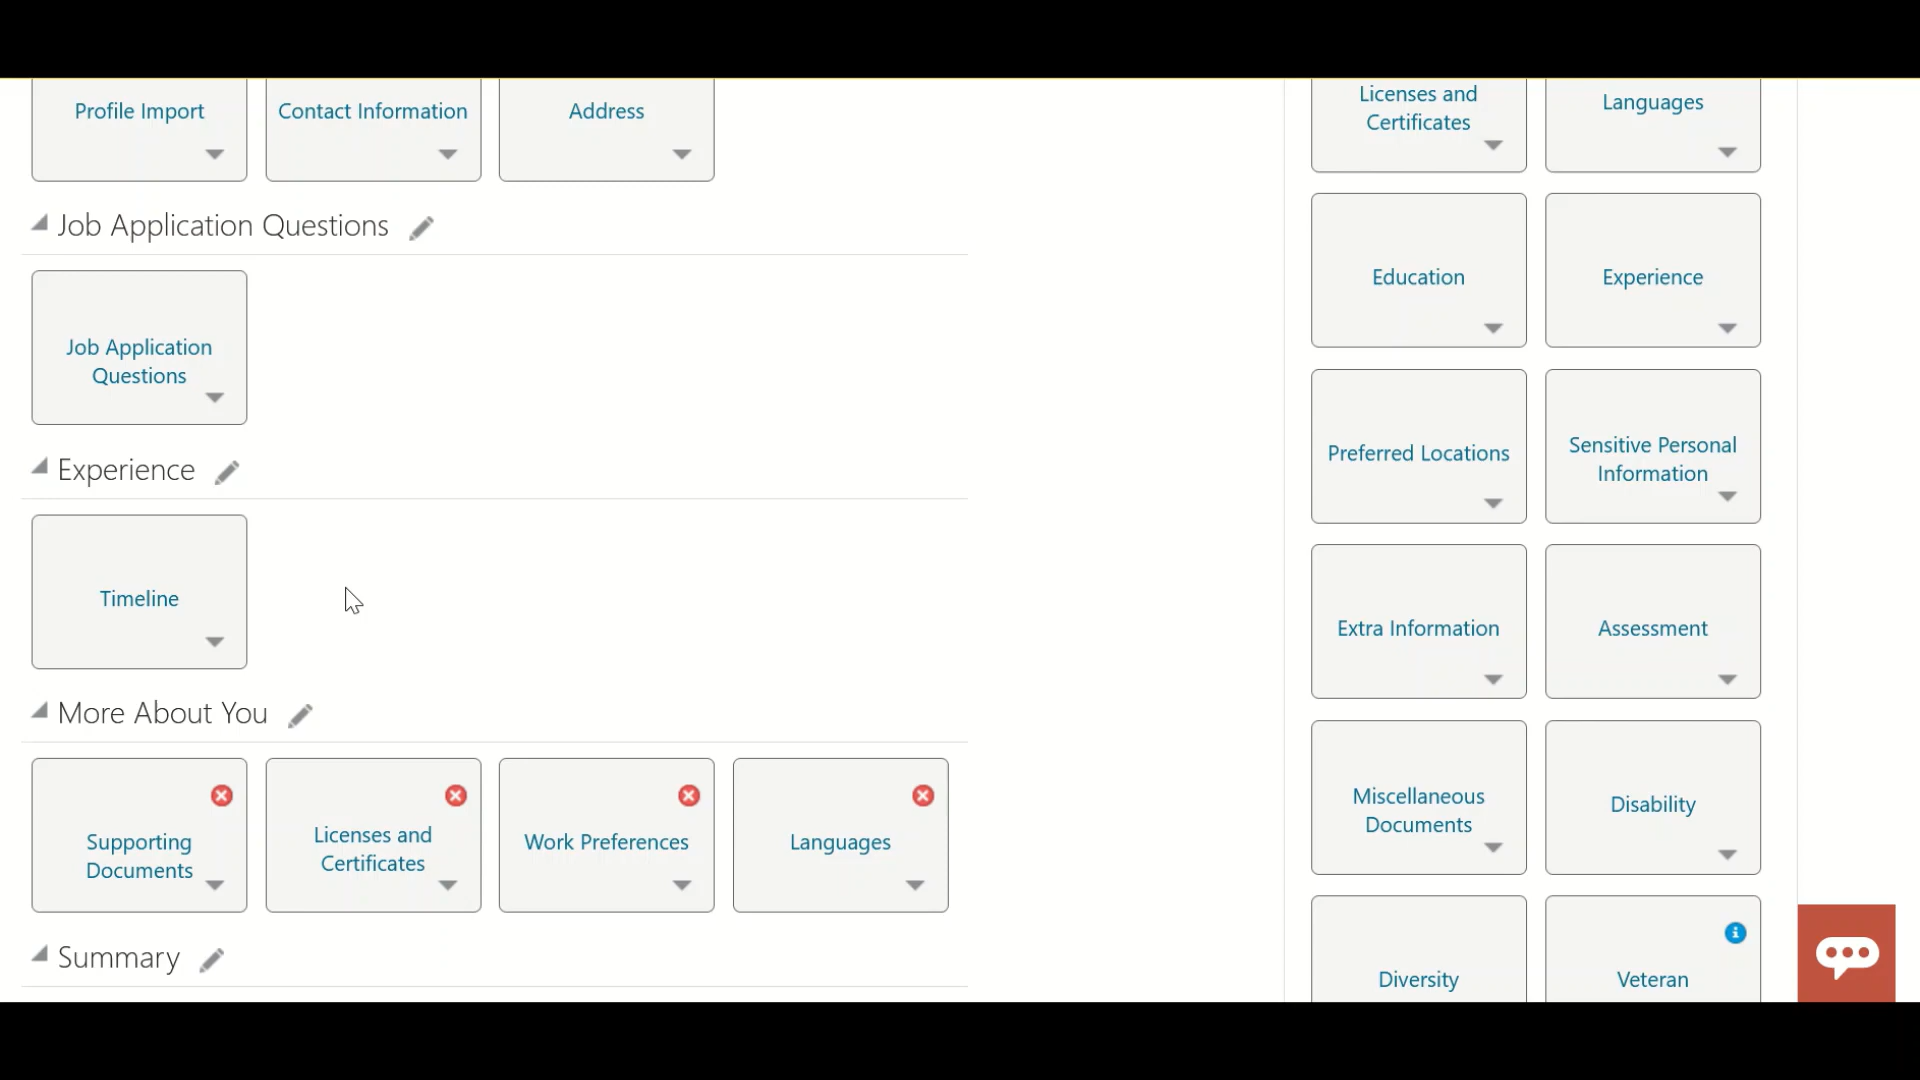 Profile Import
Contact Information
Address
Job Application Questions
Job Application
Questions
Experience
Timeline
More About You
Supporting
Documents
Licenses and
Certificates
Work Preferences
Languages
Summary
Licenses and
Certificates
Languages
Education
Experience
Preferred Locations
Sensitive Personal
Information
Extra Information
Assessment
Miscellaneous
Documents
Disability
Diversity
Veteran